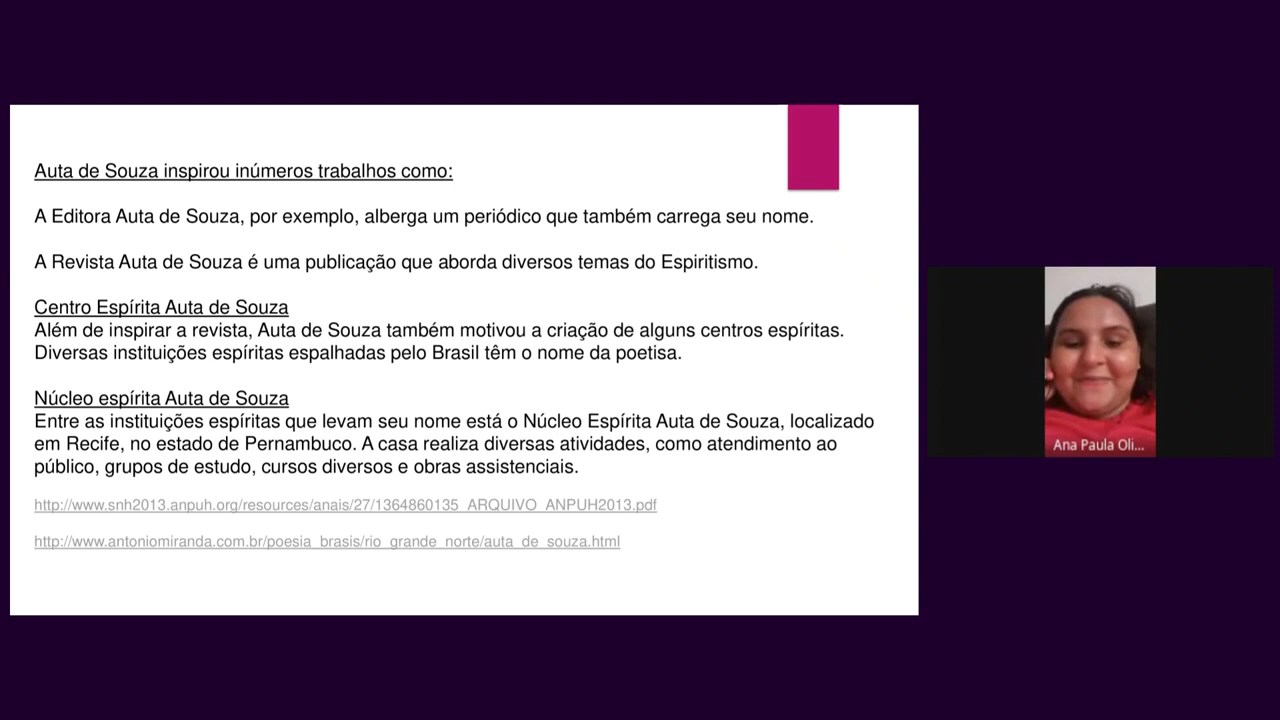 Auta de Souza inspirou inúmeros trabalhos como:
A Editora Auta de Souza, por exemplo, alberga um periódico que também carrega seu nome.
A Revista Auta de Souza é uma publicação que aborda diversos temas do Espiritismo.
Centro Espírita Auta de Souza
Além de inspirar a revista, Auta de Souza também motivou a criação de alguns centros espíritas.
Diversas instituições espíritas espalhadas pelo Brasil têm o nome da poetisa.
Núcleo espírita Auta de Souza
Entre as instituições espíritas que levam seu nome está o Núcleo Espírita Auta de Souza, localizado
em Recife, no estado de Pernambuco. A casa realiza diversas atividades, como atendimento ao
público, grupos de estudo, cursos diversos e obras assistenciais.
http://www.snh2013.anpuh.org/resources/anais/27/1364860135_ARQUIVO_ANPUH2013.pdf
http://www.antoniomiranda.com.br/poesia_brasis/rio_grande_norte/auta_de_souza.html
Ana Paula Oli...